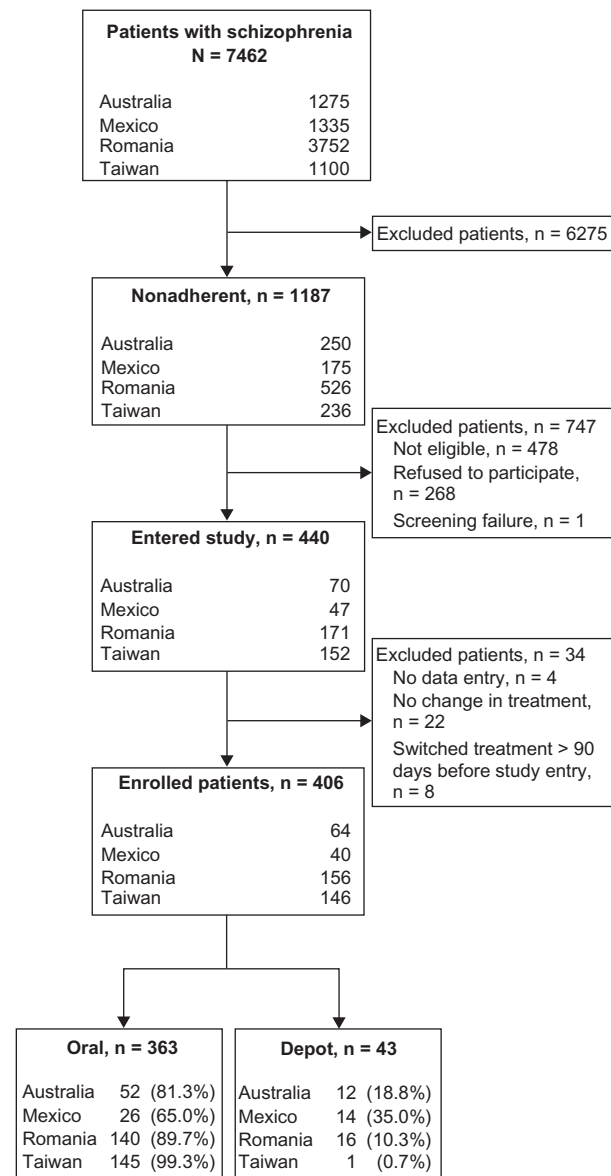 Patients with schizophrenia
N = 7462
Australia 1275
Mexico 1335
Romania 3752
Taiwan 1100
Excluded patients, n = 6275
Nonadherent, n = 1187
Australia 250
Mexico 175
Romania 526
Taiwan 236
Excluded patients, n = 747
Not eligible, n = 478
Refused to participate,
n = 268
Screening failure, n = 1
Entered study, n = 440
Australia 70
Mexico 47
Romania 171
Taiwan 152
Excluded patients, n = 34
No data entry, n = 4
No change in treatment,
n = 22
Switched treatment > 90
days before study entry,
n = 8
Enrolled patients, n = 406
Australia 64
Mexico 40
Romania 156
Taiwan 146
Oral, n = 363
Australia 52 (81.3%)
Mexico 26 (65.0%)
Romania 140 (89.7%)
Taiwan 145 (99.3%)
Depot, n = 43
Australia 12 (18.8%)
Mexico 14 (35.0%)
Romania 16 (10.3%)
Taiwan 1 (0.7%)